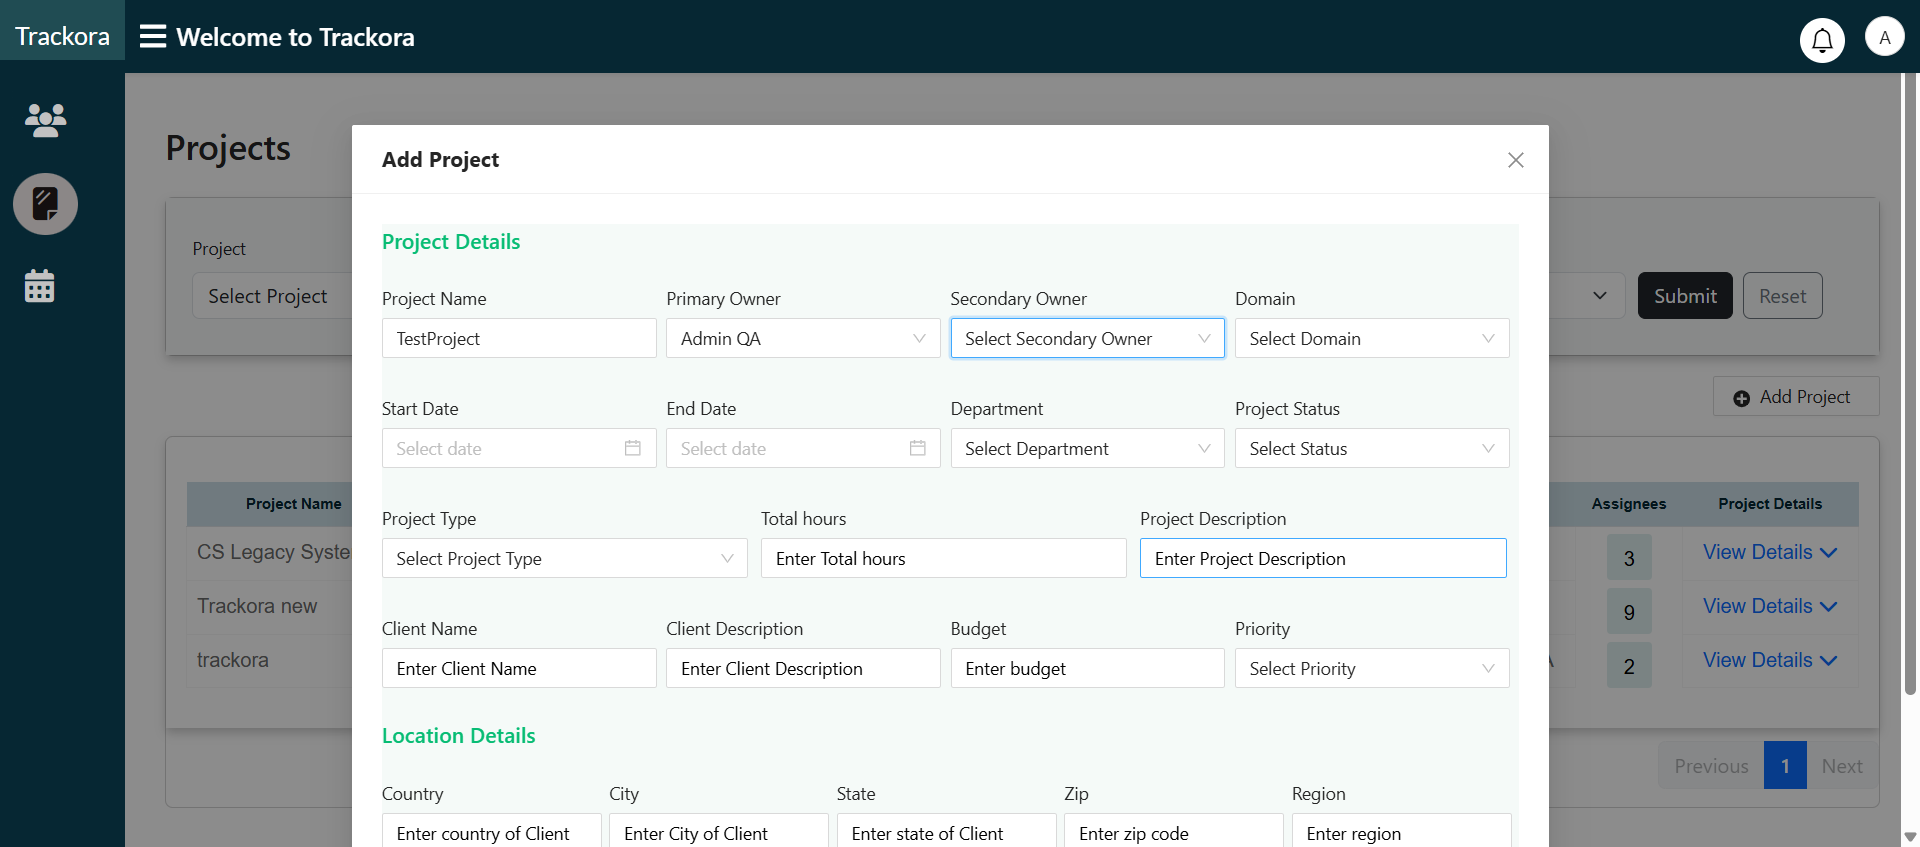 Trackora
Welcome to Trackora
A
Projects
Project
Select Project
Submit
Reset
Add Project
Project Name
Assignees
Project Details
CS Legacy Syste
3
View Details
Trackora new
9
View Details
trackora
A
2
View Details
Previous
1
Next
Add Project
Project Details
Project Name
Primary Owner
Secondary Owner
Domain
TestProject
Admin QA
Select Secondary Owner
Select Domain
Start Date
End Date
Department
Project Status
Select date
Select date
Select Department
Select Status
Project Type
Total hours
Project Description
Select Project Type
Enter Total hours
Enter Project Description
Client Name
Client Description
Budget
Priority
Enter Client Name
Enter Client Description
Enter budget
Select Priority
Location Details
Country
City
State
Zip
Region
Enter country of Client
Enter City of Client
Enter state of Client
Enter zip code
Enter region